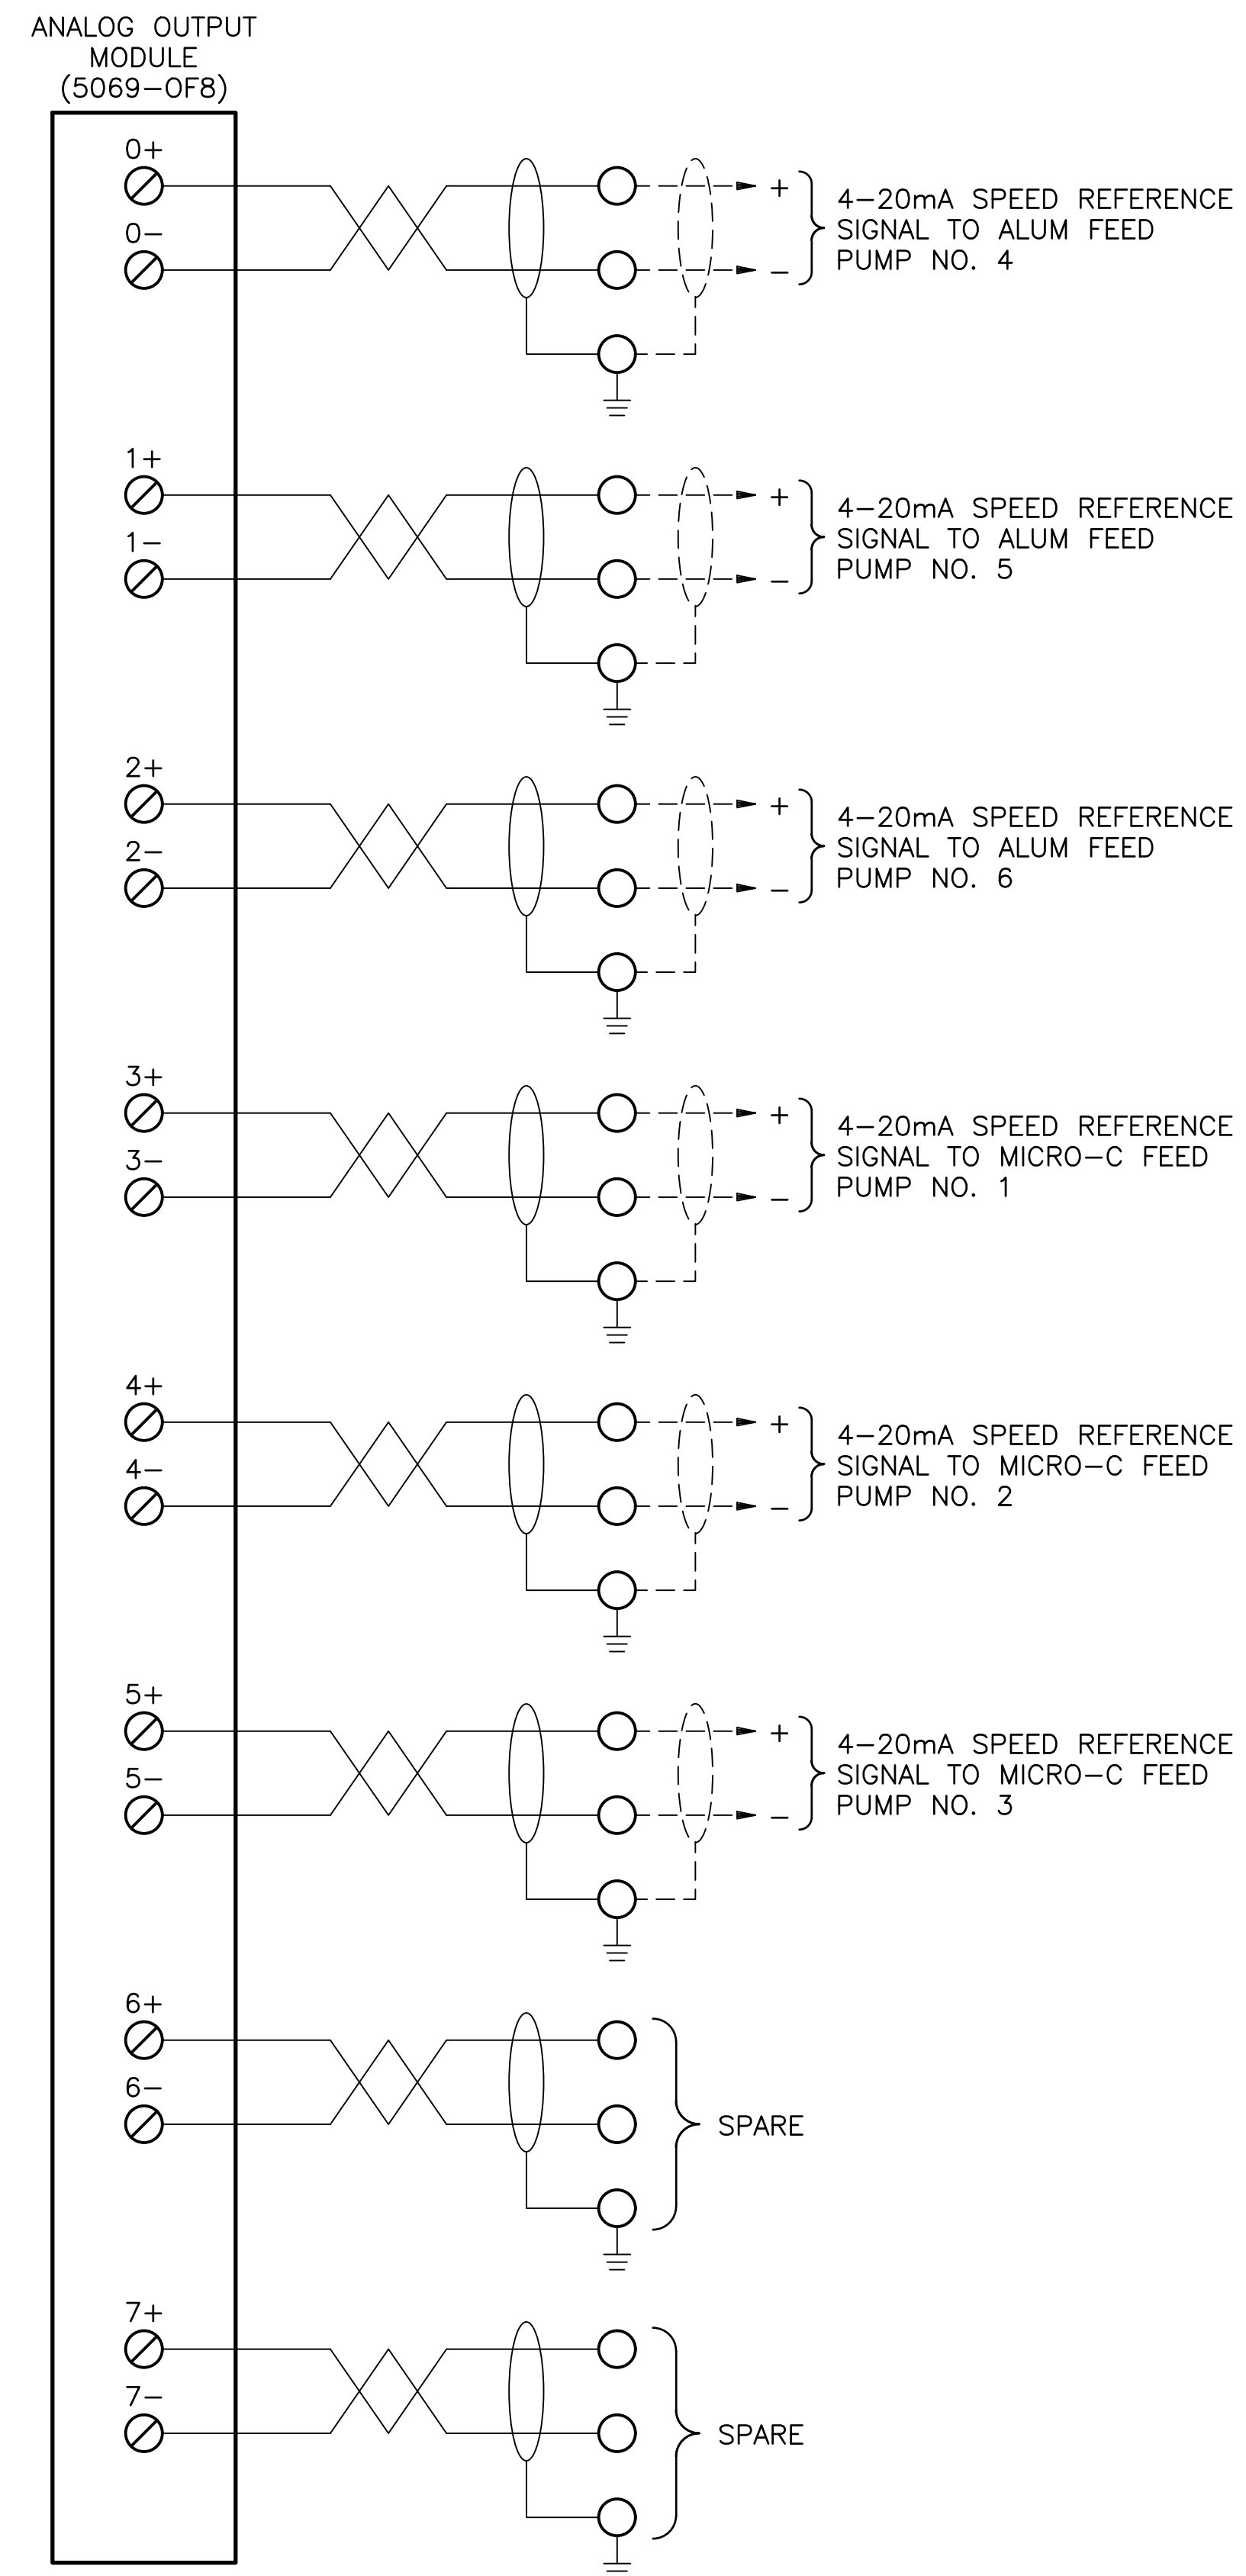 ANALOG OUTPUT
MODULE
(5069-OF8)
0+
0-
+
-
4-20mA SPEED REFERENCE
SIGNAL TO ALUM FEED
PUMP NO. 4
1+
1-
+
-
4-20mA SPEED REFERENCE
SIGNAL TO ALUM FEED
PUMP NO. 5
2+
2-
+
-
4-20mA SPEED REFERENCE
SIGNAL TO ALUM FEED
PUMP NO. 6
3+
3-
+
-
4-20mA SPEED REFERENCE
SIGNAL TO MICRO-C FEED
PUMP NO. 1
4+
4-
+
-
4-20mA SPEED REFERENCE
SIGNAL TO MICRO-C FEED
PUMP NO. 2
5+
5-
+
-
4-20mA SPEED REFERENCE
SIGNAL TO MICRO-C FEED
PUMP NO. 3
6+
6-
SPARE
7+
7-
SPARE